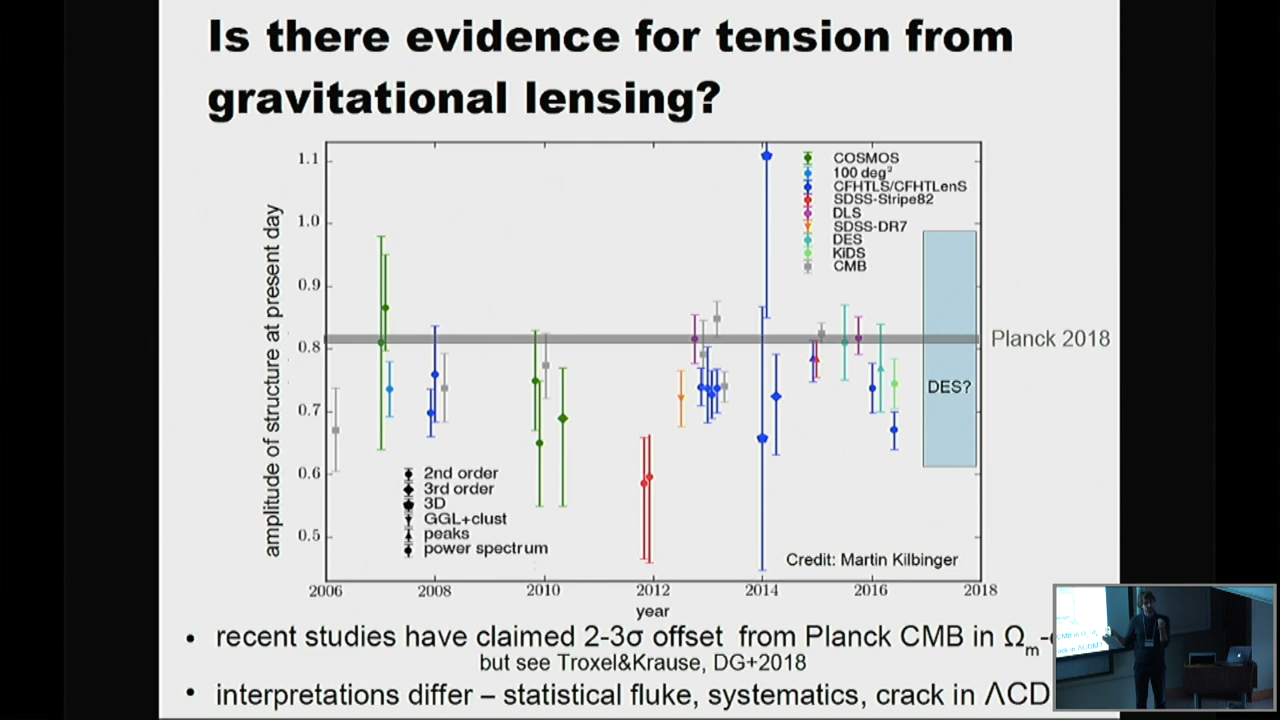 Is there evidence for tension from
gravitational lensing?
amplitude of structure at present day
1.1
1.0
0.9
0.8
0.7
0.6
0.5
COSMOS
100 deg²
CFHTLS/CFHTLenS
SDSS-Stripe82
DLS
SDSS-DR7
DES
KiDS
CMB
Planck 2018
DES?
2nd order
3rd order
3D
GGL+clust
peaks
power spectrum
Credit: Martin Kilbinger
2006 2008 2010 2012 2014 2016 2018
year
• recent studies have claimed 2-3σ offset from Planck CMB in Ωm-
but see Troxel&Krause, DG+2018
• interpretations differ – statistical fluke, systematics, crack in ΛCD